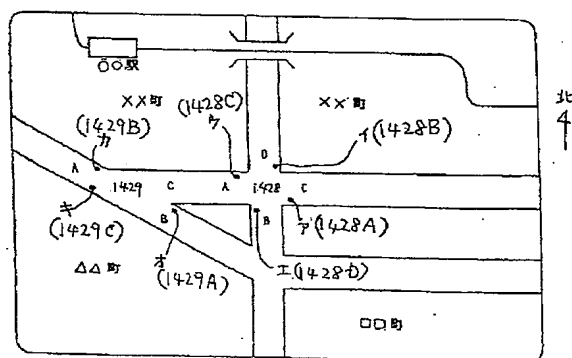 ○○駅
北
××町
(1428C)
ウ
××町
イ(1428B)
(1429B)
カ
A
D
1429
C
A
1428
C
キ
(1429C)
B
B
ア(1428A)
オ
(1429A)
エ(1428D)
△△町
□□町